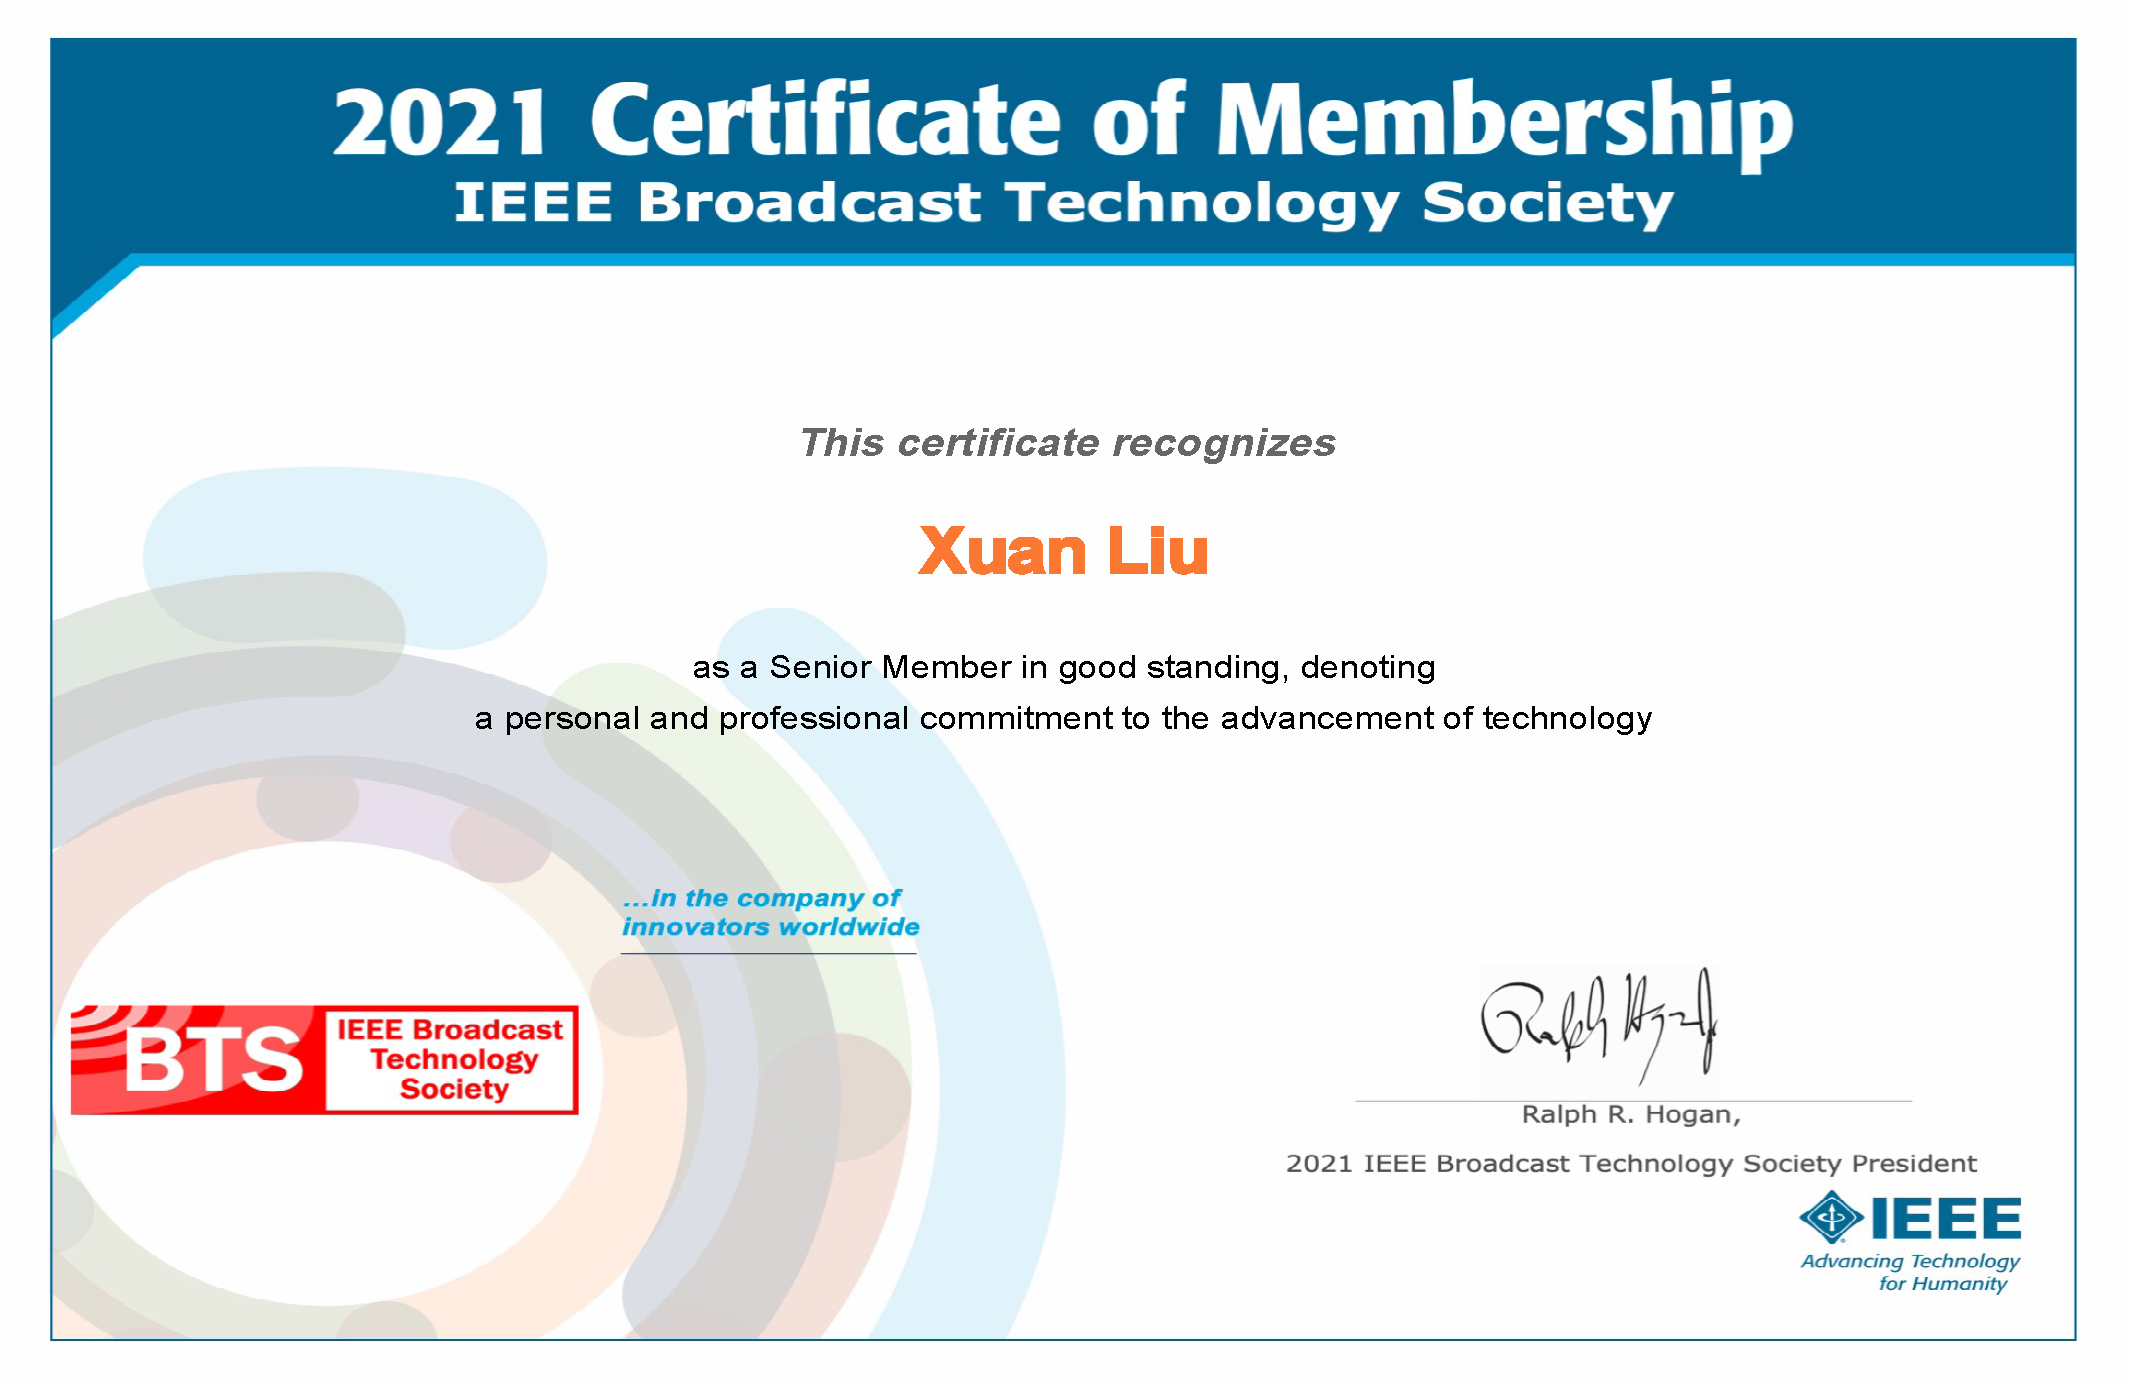 2021 Certificate of Membership
IEEE Broadcast Technology Society
This certificate recognizes
Xuan Liu
as a Senior Member in good standing, denoting
a personal and professional commitment to the advancement of technology
...in the company of
innovators worldwide
BTS
IEEE Broadcast
Technology
Society
Ralph Hogan
Ralph R. Hogan,
2021 IEEE Broadcast Technology Society President
IEEE
Advancing Technology
for Humanity